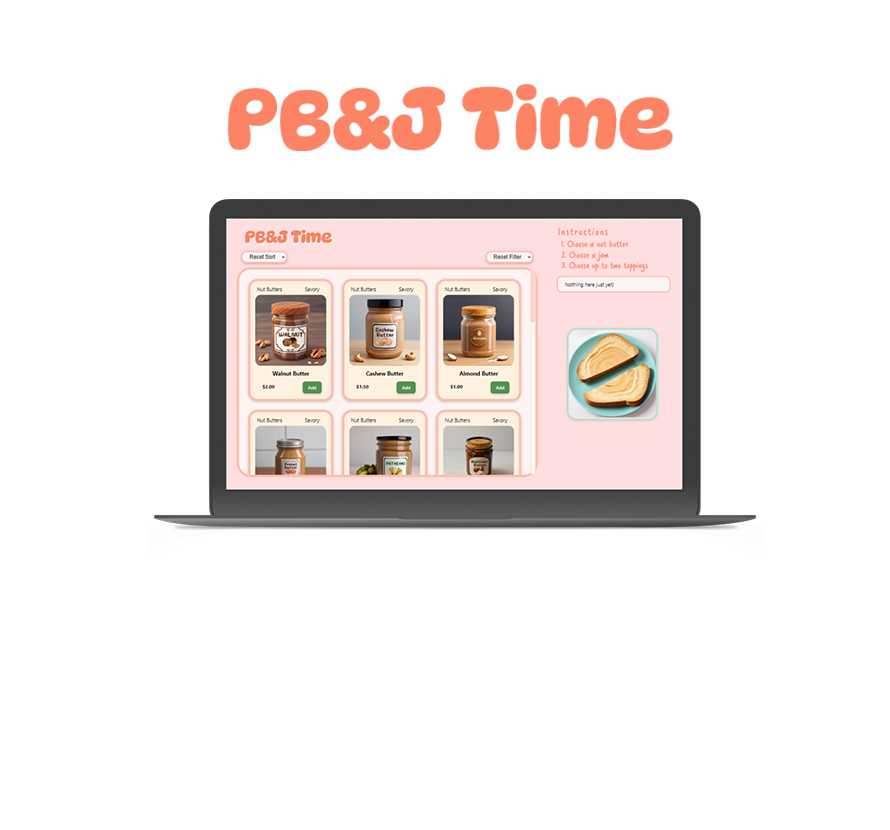 PB&J Time
PB&J Time
Reset Sort
Reset Filter
Nut Butters Savory
WALNUT
Walnut Butter
$2.00 Add
Nut Butters Savory
Cashew
Butter
Cashew Butter
$1.50 Add
Nut Butters Savory
Almond Butter
$1.00 Add
Nut Butters Savory
Peanut
Butter
Nut Butters Savory
PISTACHIO
Nut Butters Savory
Instructions
1. Choose a nut butter
2. Choose a jam
3. Choose up to two toppings
Nothing here just yet!